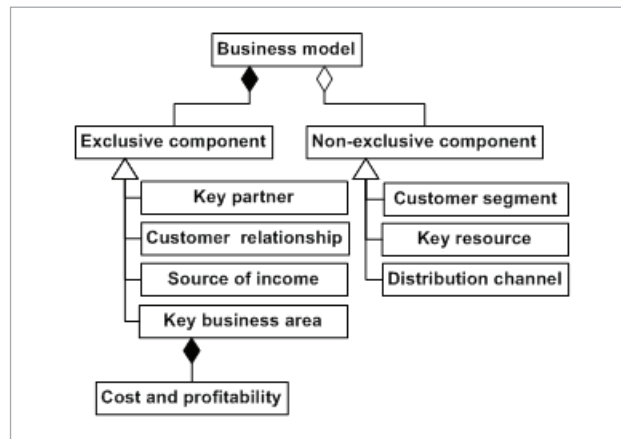 Business model
Exclusive component
Non-exclusive component
Key partner
Customer relationship
Source of income
Key business area
Cost and profitability
Customer segment
Key resource
Distribution channel